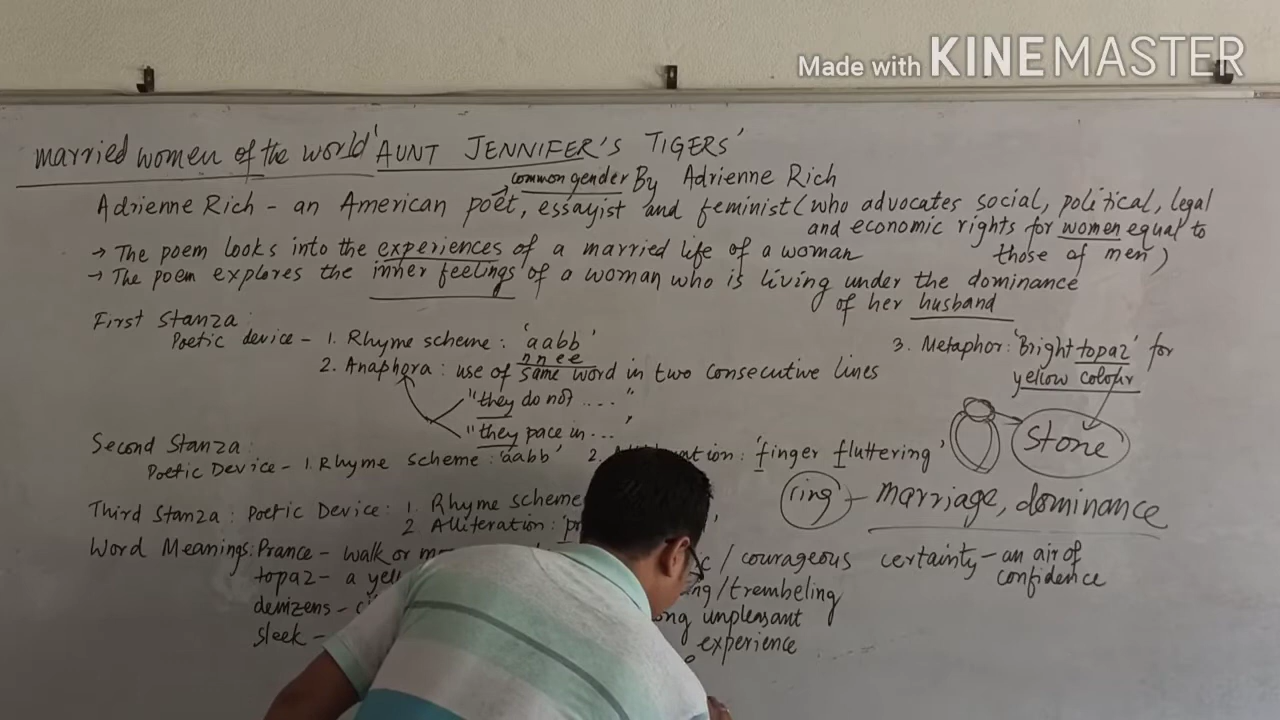 Made with KINEMASTER
married women of the world 'AUNT JENNIFER'S TIGERS'
common gender By Adrienne Rich
Adrienne Rich - an American poet, essayist and feminist (who advocates social, political, legal
and economic rights for women equal to
those of men)
→ The poem looks into the experiences of a married life of a woman
→ The poem explores the inner feelings of a woman who is living under the dominance
of her husband
First Stanza:
Poetic device - 1. Rhyme scheme: 'aabb'
nnee
2. Anaphora: use of same word in two consecutive lines
"they do not ...."
"they pace in ..."
3. Metaphor: 'Bright topaz' for
yellow colour
stone
Second Stanza:
Poetic Device - 1. Rhyme scheme: 'aabb' 2. : 'finger fluttering'
ring - marriage, dominance
Third Stanza: Poetic Device: 1. Rhyme scheme
2. Alliteration:
Word Meanings: Prance - walk or / courageous certainty - an air of
confidence
topaz - a /trembeling
denizens - unpleasant
sleek - experience